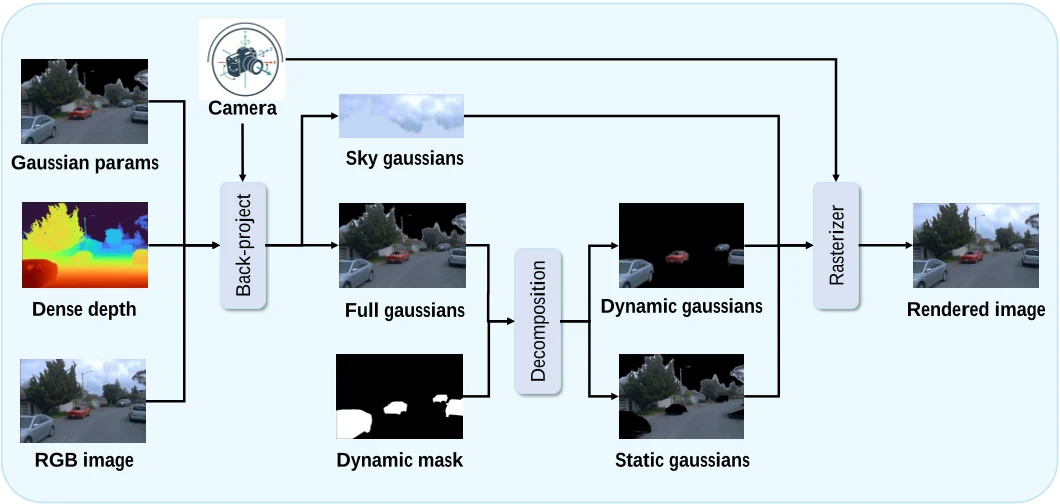 Camera
Gaussian params
Sky gaussians
Back-project
Rasterizer
Dense depth
Full gaussians
Decomposition
Dynamic gaussians
Rendered image
RGB image
Dynamic mask
Static gaussians